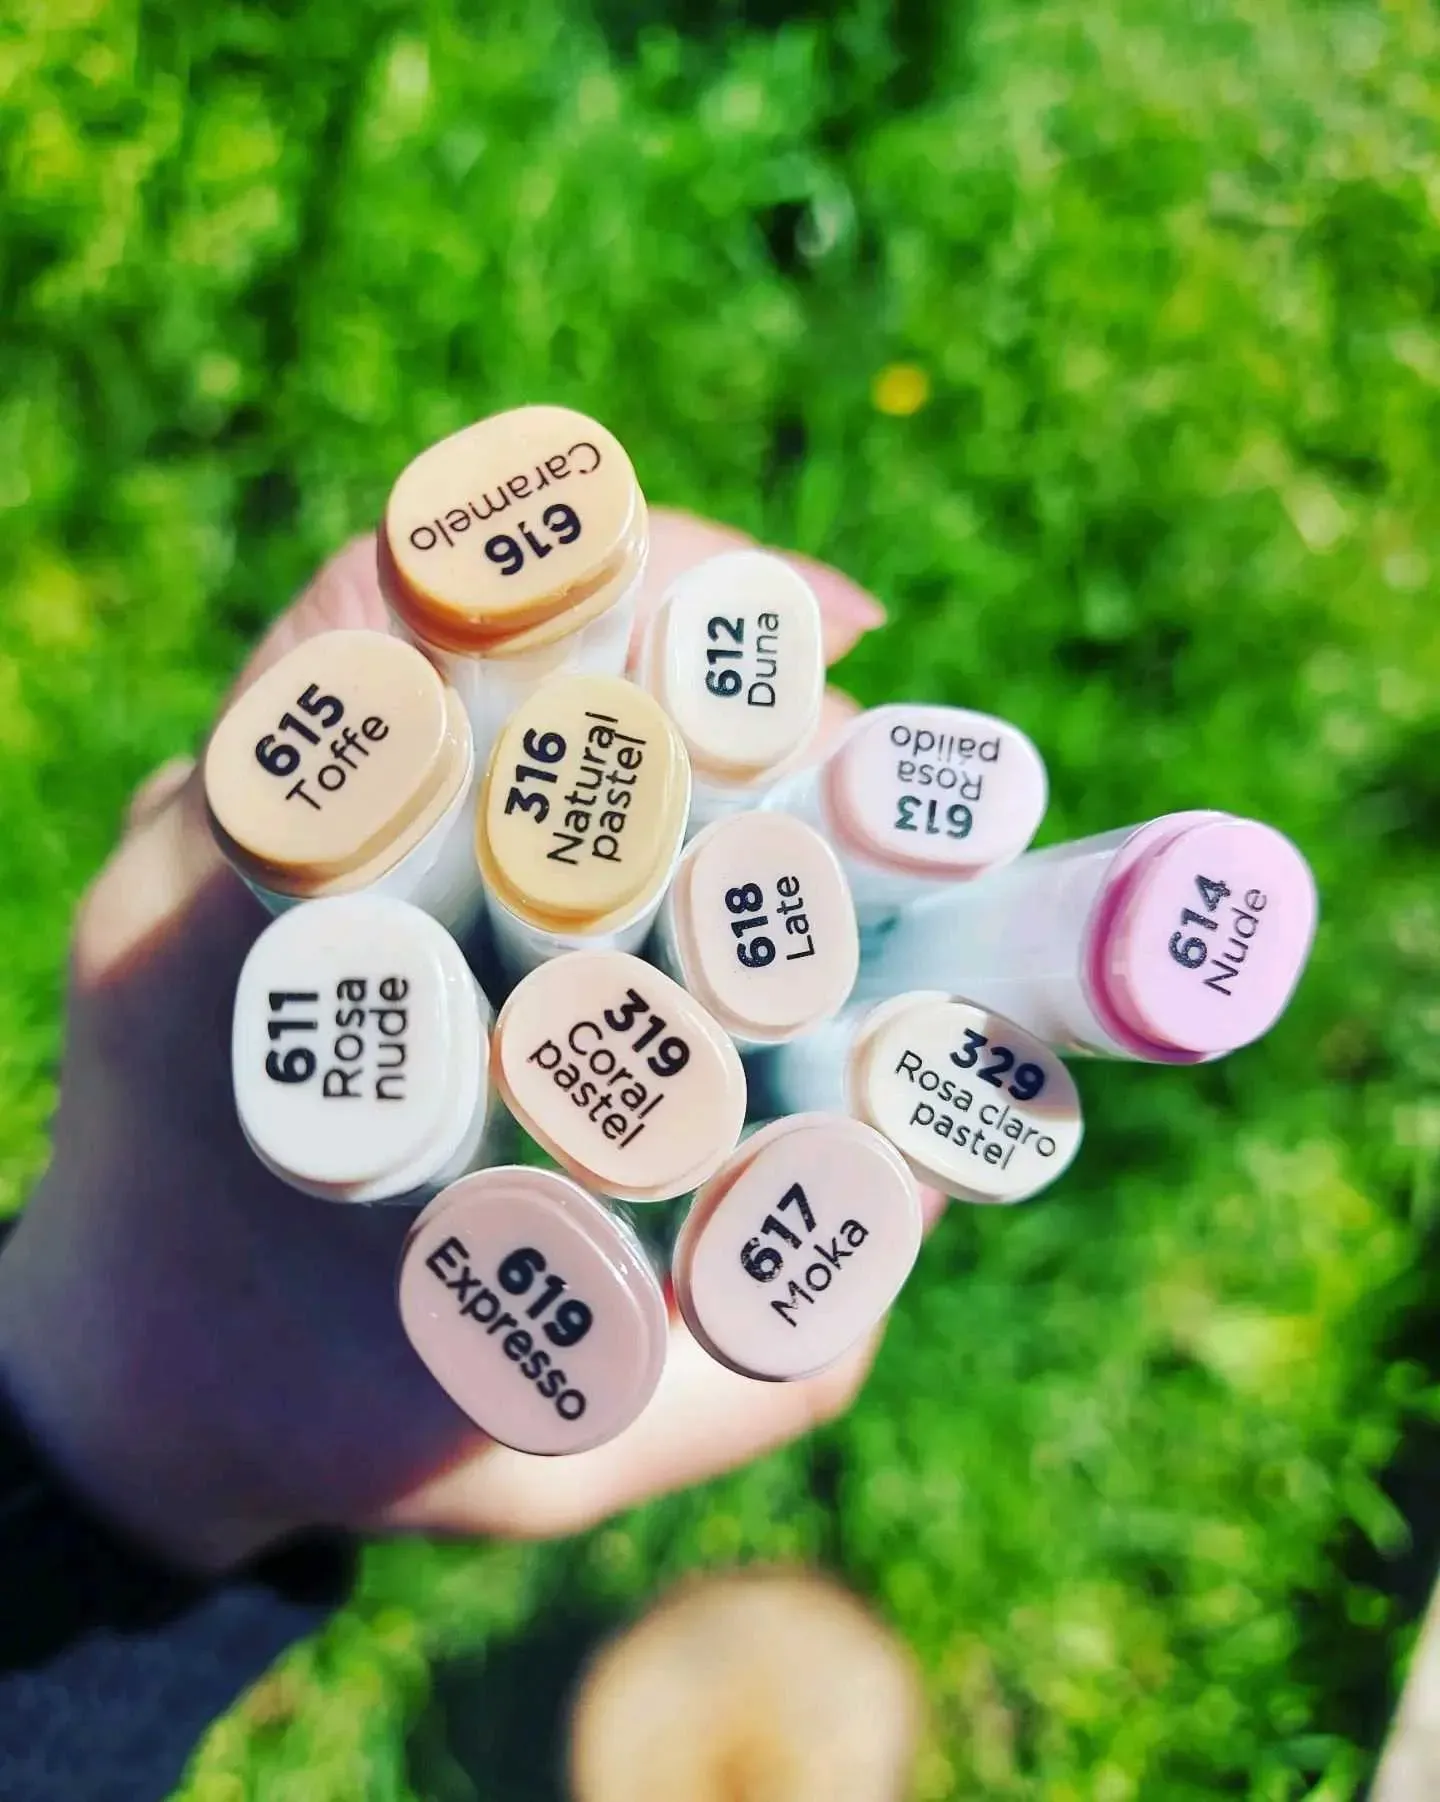 616
Caramelo
612
Duna
615
Toffe
316
Natural
pastel
613
Rosa
pálido
618
Late
614
Nude
611
Rosa
nude
319
Coral
pastel
329
Rosa claro
pastel
617
Moka
619
Expresso